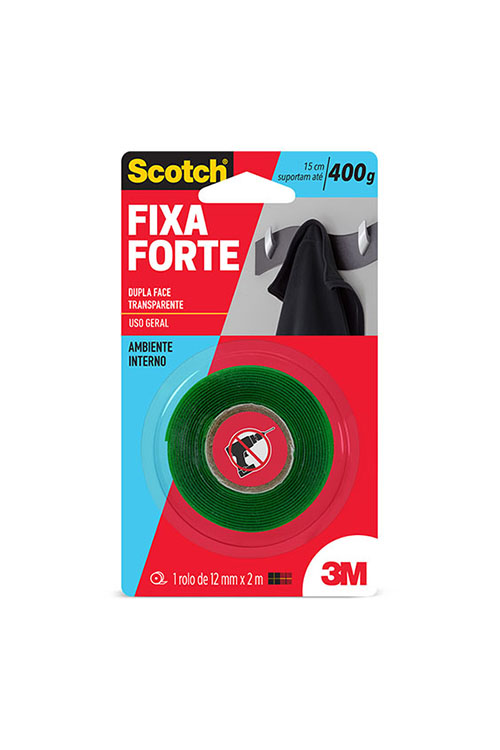 Scotch®
15 cm
suportam até
400g
FIXA
FORTE
DUPLA FACE
TRANSPARENTE
USO GERAL
AMBIENTE
INTERNO
1 rolo de 12 mm x 2 m
3M